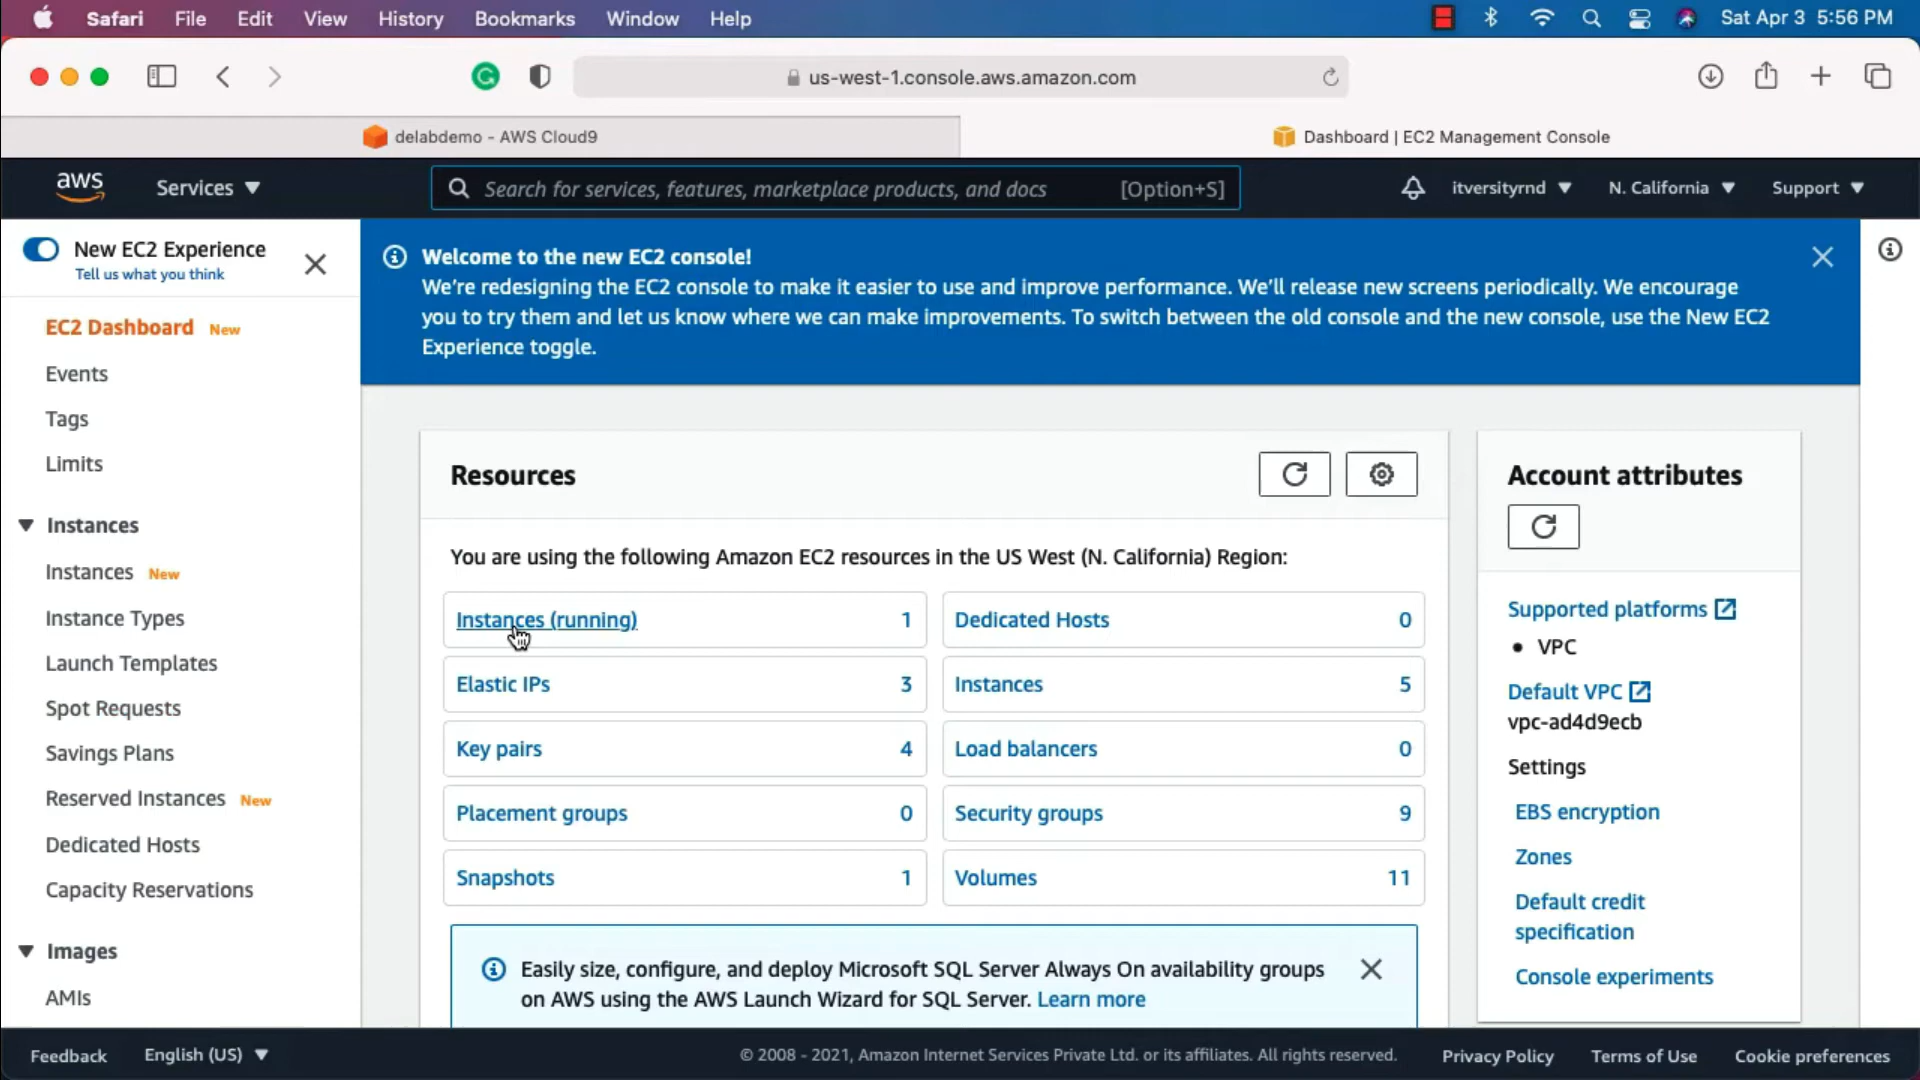 Safari File Edit View History Bookmarks Window Help Sat Apr 3 5:56 PM
us-west-1.console.aws.amazon.com
delabdemo - AWS Cloud9
Dashboard | EC2 Management Console
aws Services Search for services, features, marketplace products, and docs [Option+S] itversityrnd N. California Support
New EC2 Experience
Tell us what you think
EC2 Dashboard New
Events
Tags
Limits
Instances
Instances New
Instance Types
Launch Templates
Spot Requests
Savings Plans
Reserved Instances New
Dedicated Hosts
Capacity Reservations
Images
AMIs
Welcome to the new EC2 console!
We're redesigning the EC2 console to make it easier to use and improve performance. We'll release new screens periodically. We encourage
you to try them and let us know where we can make improvements. To switch between the old console and the new console, use the New EC2
Experience toggle.
Resources
You are using the following Amazon EC2 resources in the US West (N. California) Region:
Instances (running) 1
Dedicated Hosts 0
Elastic IPs 3
Instances 5
Key pairs 4
Load balancers 0
Placement groups 0
Security groups 9
Snapshots 1
Volumes 11
Easily size, configure, and deploy Microsoft SQL Server Always On availability groups
on AWS using the AWS Launch Wizard for SQL Server. Learn more
Account attributes
Supported platforms
VPC
Default VPC
vpc-ad4d9ecb
Settings
EBS encryption
Zones
Default credit
specification
Console experiments
Feedback English (US) © 2008 - 2021, Amazon Internet Services Private Ltd. or its affiliates. All rights reserved. Privacy Policy Terms of Use Cookie preferences